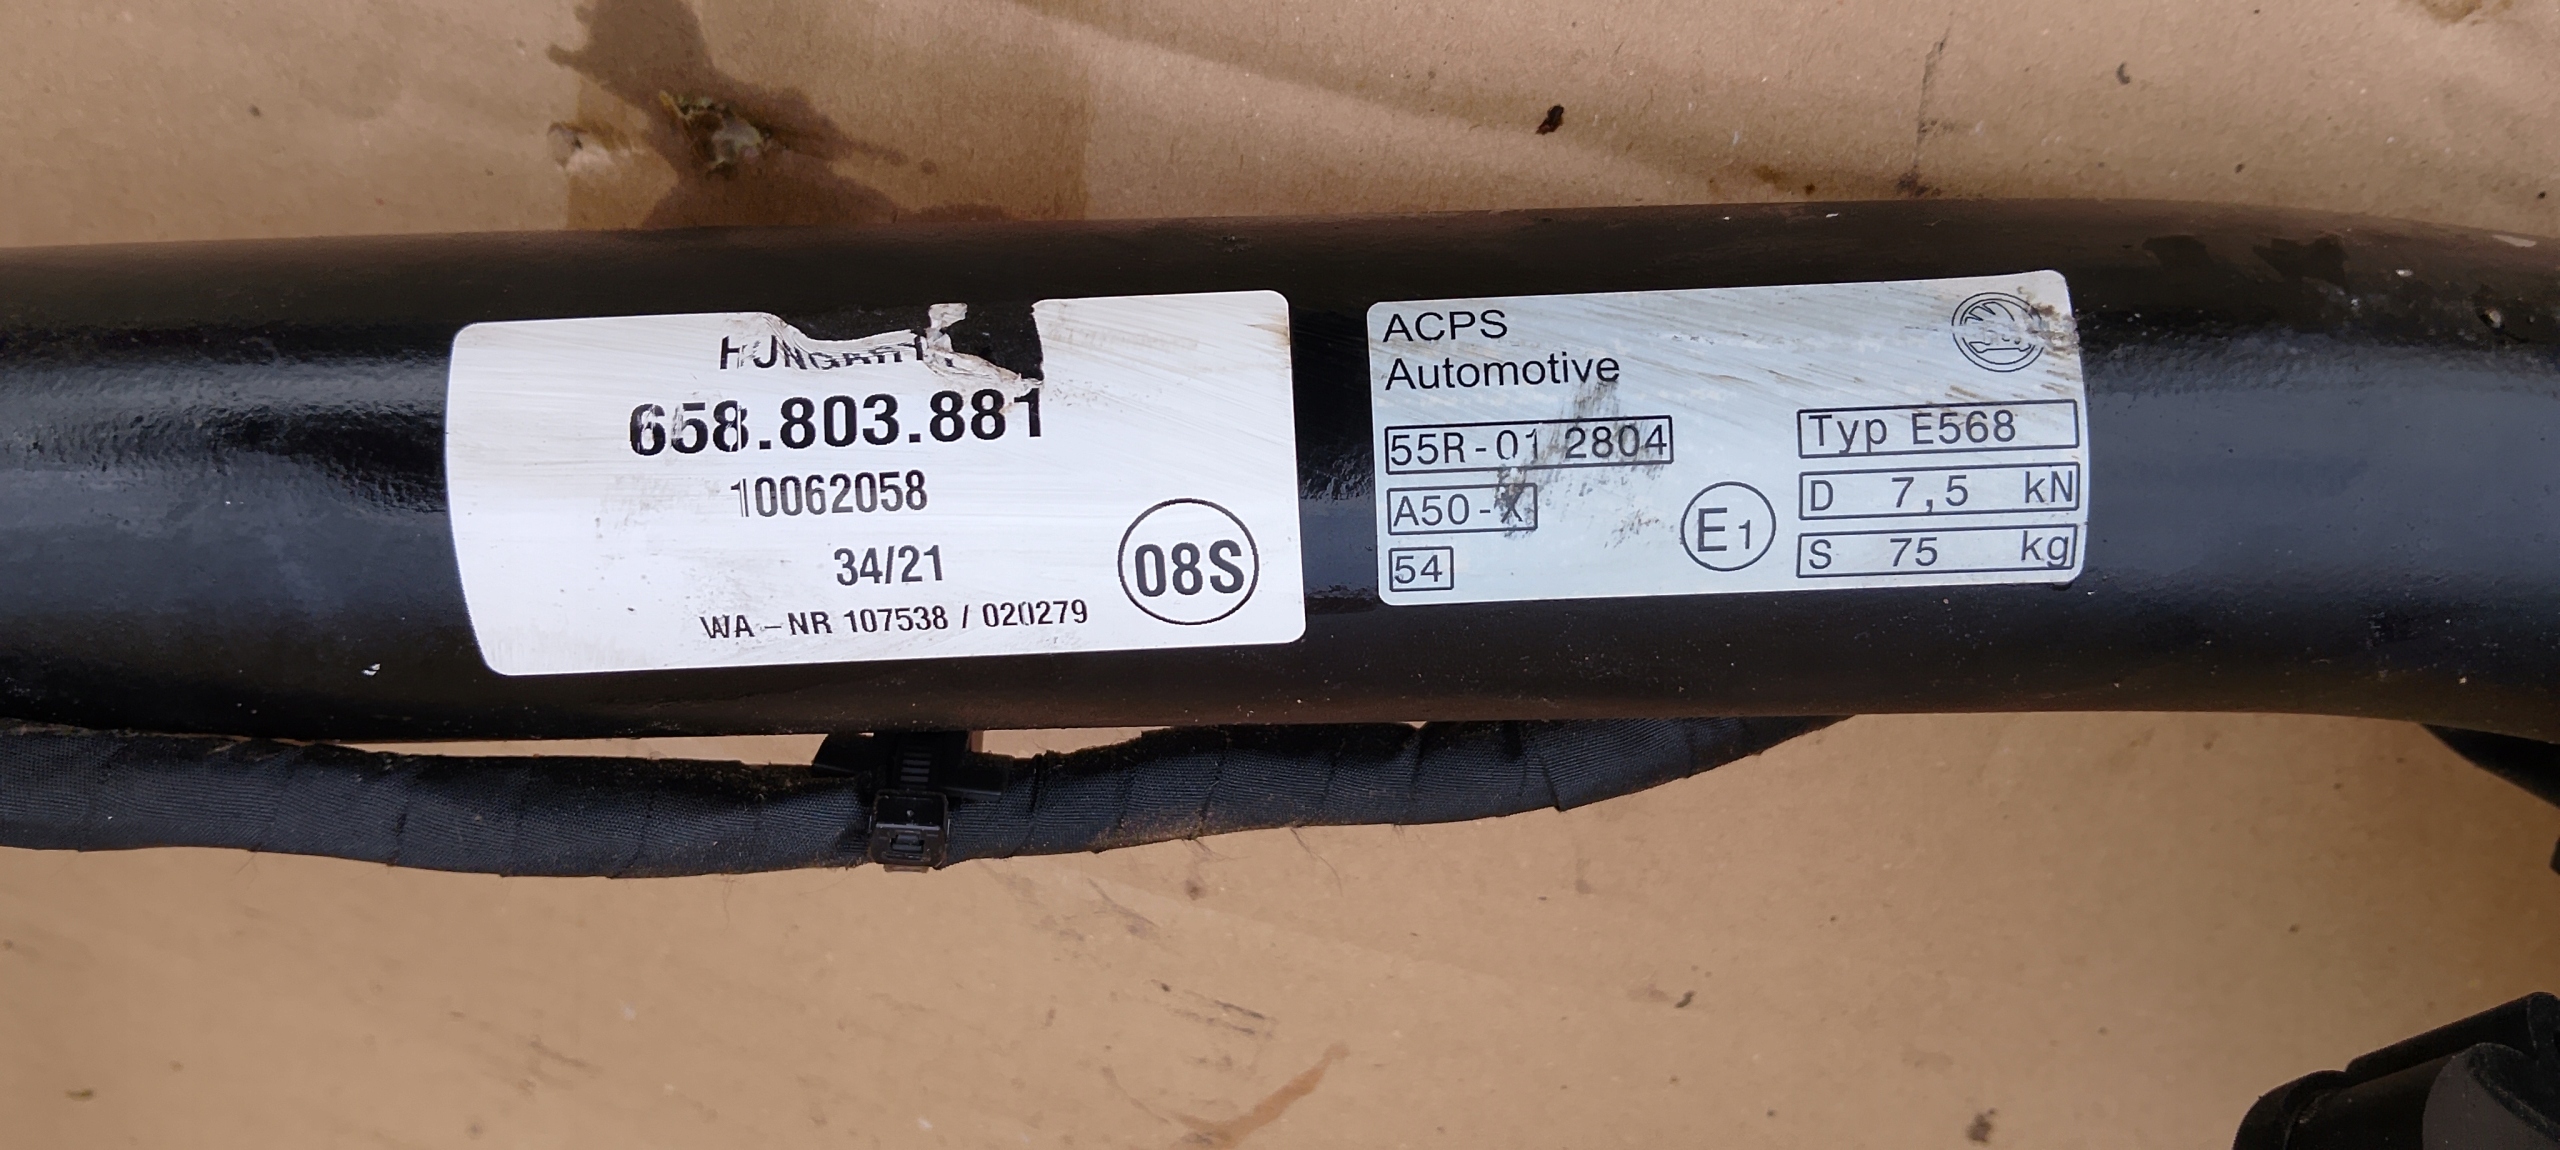 HUNGARY
658.803.881
10062058
34/21
08S
WA-NR 107538 / 020279
ACPS
Automotive
55R-01 2804
A50-X
54
E1
Typ E568
D 7,5 kN
S 75 kg